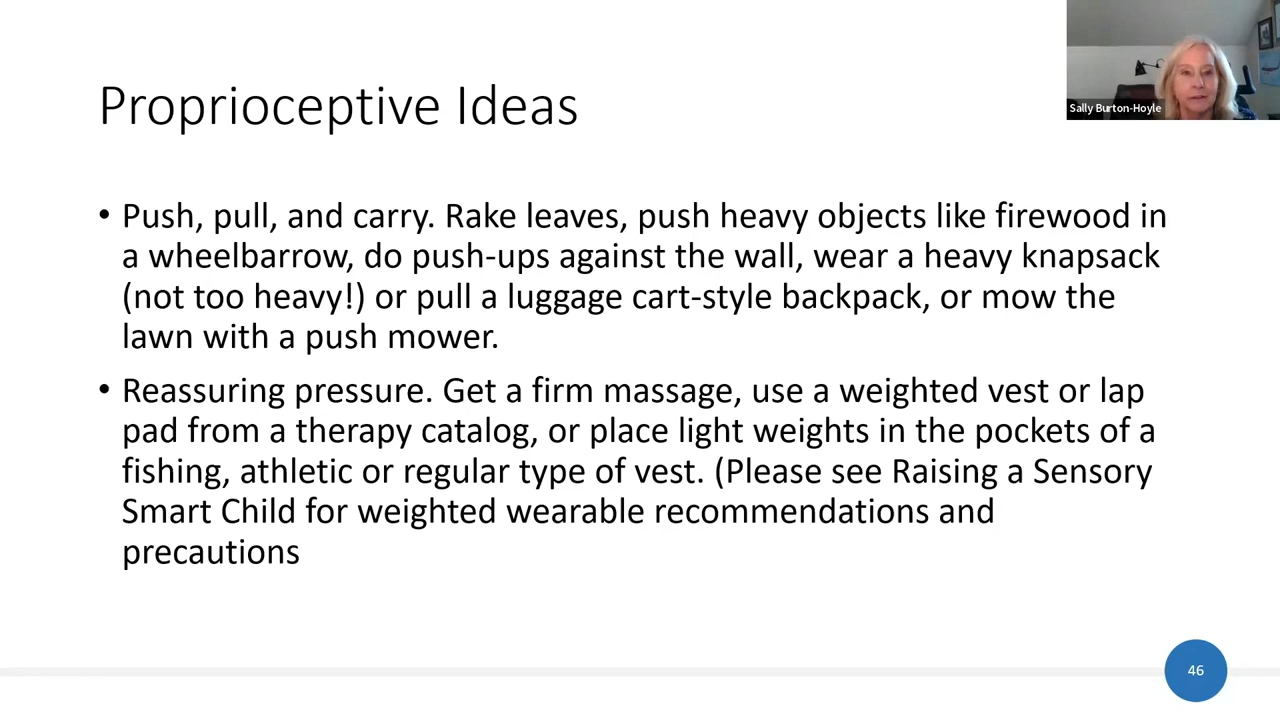 Sally Burton-Hoyle
Proprioceptive Ideas
• Push, pull, and carry. Rake leaves, push heavy objects like firewood in
a wheelbarrow, do push-ups against the wall, wear a heavy knapsack
(not too heavy!) or pull a luggage cart-style backpack, or mow the
lawn with a push mower.
• Reassuring pressure. Get a firm massage, use a weighted vest or lap
pad from a therapy catalog, or place light weights in the pockets of a
fishing, athletic or regular type of vest. (Please see Raising a Sensory
Smart Child for weighted wearable recommendations and
precautions
46